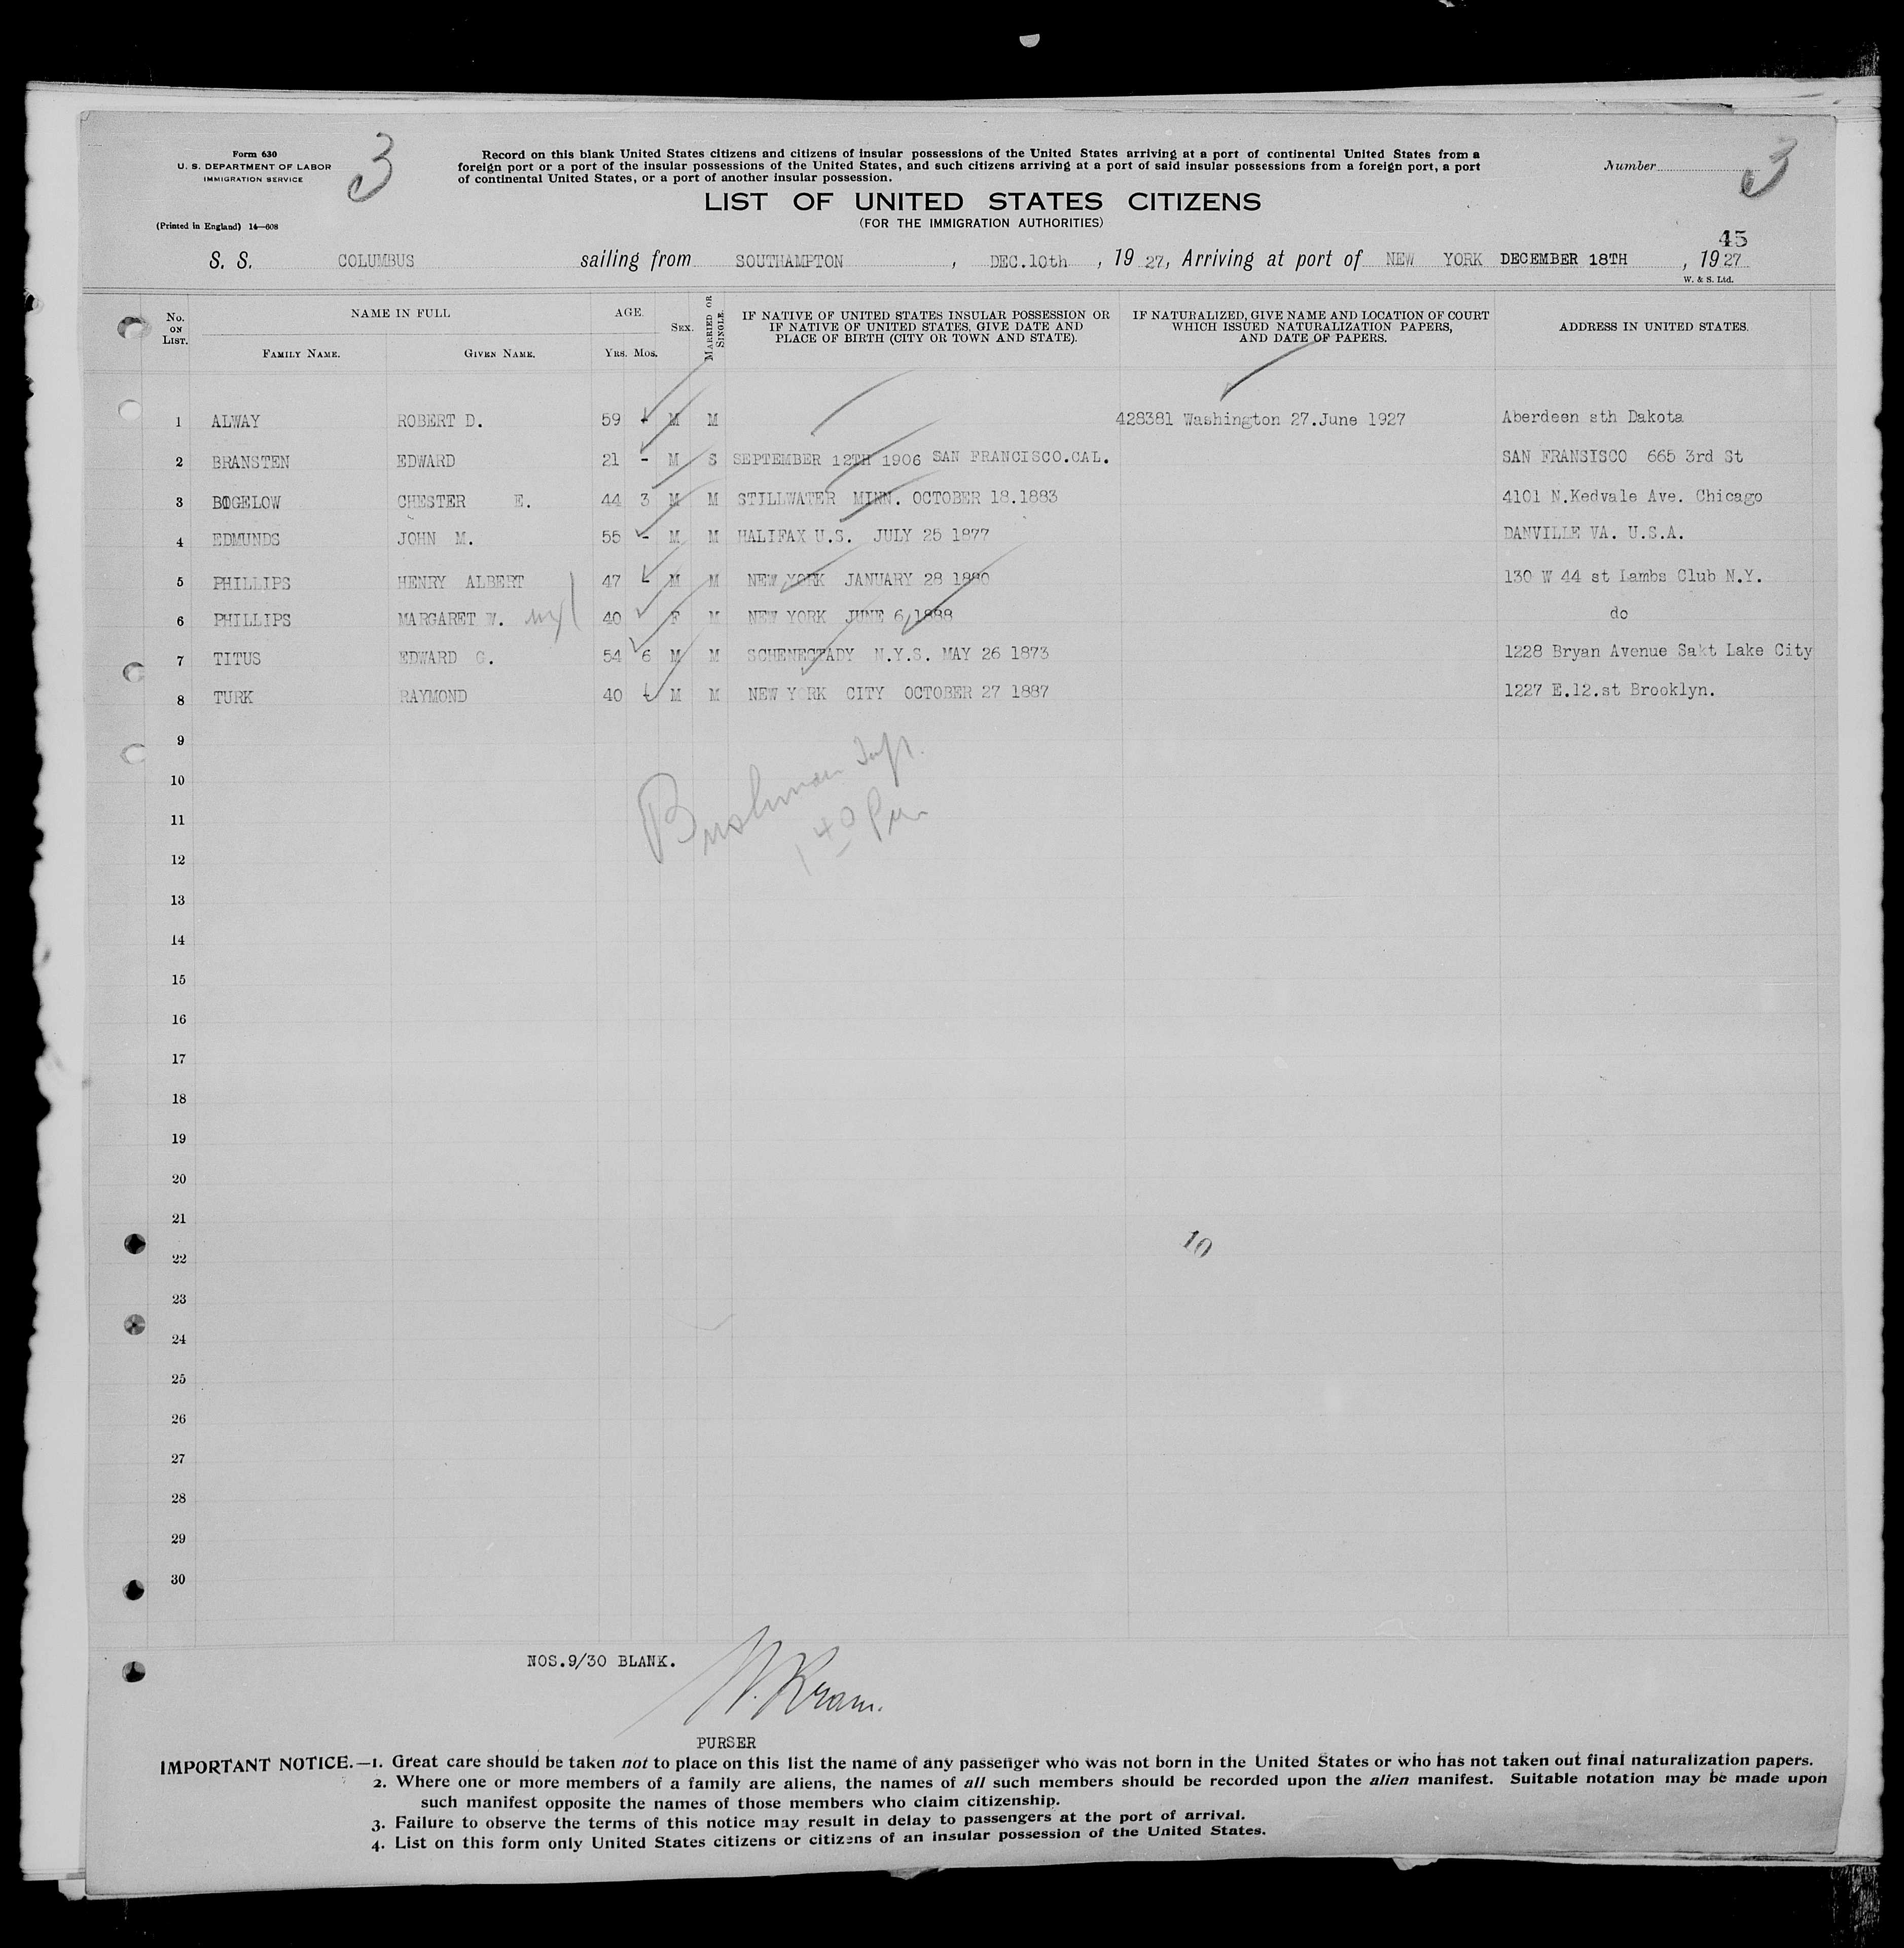 Form 630
U. S. DEPARTMENT OF LABOR
IMMIGRATION SERVICE
3
Record on this blank United States citizens and citizens of insular possessions of the United States arriving at a port of continental United States from a
foreign port or a port of the insular possessions of the United States, and such citizens arriving at a port of said insular possessions from a foreign port, a port
of continental United States, or a port of another insular possession.
Number 3
LIST OF UNITED STATES CITIZENS
(FOR THE IMMIGRATION AUTHORITIES)
(Printed in England) 14—608
45
S. S. COLUMBUS sailing from SOUTHAMPTON , DEC.10th , 19 27, Arriving at port of NEW YORK DECEMBER 18TH , 19 27
W. & S. Ltd.
No. ON LIST. NAME IN FULL FAMILY NAME. GIVEN NAME. AGE. YRS. MOS. SEX. MARRIED OR SINGLE. IF NATIVE OF UNITED STATES INSULAR POSSESSION OR IF NATIVE OF UNITED STATES, GIVE DATE AND PLACE OF BIRTH (CITY OR TOWN AND STATE). IF NATURALIZED, GIVE NAME AND LOCATION OF COURT WHICH ISSUED NATURALIZATION PAPERS, AND DATE OF PAPERS. ADDRESS IN UNITED STATES.
1 ALWAY ROBERT D. 59 - M M 428381 Washington 27.June 1927 Aberdeen sth Dakota
2 BRANSTEN EDWARD 21 - M S SEPTEMBER 12TH 1906 SAN FRANCISCO.CAL. SAN FRANSISCO 665 3rd St
3 BIGELOW CHESTER E. 44 3 M M STILLWATER MINN. OCTOBER 18.1883 4101 N.Kedvale Ave. Chicago
4 EDMUNDS JOHN M. 55 - M M HALIFAX U.S. JULY 25 1877 DANVILLE VA. U.S.A.
5 PHILLIPS HENRY ALBERT 47 - M M NEW YORK JANUARY 28 1880 130 W 44 st Lambs Club N.Y.
6 PHILLIPS MARGARET W. 40 F M NEW YORK JUNE 6,1888 do
7 TITUS EDWARD G. 54 6 M M SCHENECTADY N.Y.S. MAY 26 1873 1228 Bryan Avenue Sakt Lake City
8 TURK RAYMOND 40 - M M NEW YORK CITY OCTOBER 27 1887 1227 E.12.st Brooklyn.
9
10
11
12
13
14
15
16
17
18
19
20
21
22
23
24
25
26
27
28
29
30
Bushman
10
NOS.9/30 BLANK.
PURSER
IMPORTANT NOTICE.—1. Great care should be taken not to place on this list the name of any passenger who was not born in the United States or who has not taken out final naturalization papers.
2. Where one or more members of a family are aliens, the names of all such members should be recorded upon the alien manifest. Suitable notation may be made upon
such manifest opposite the names of those members who claim citizenship.
3. Failure to observe the terms of this notice may result in delay to passengers at the port of arrival.
4. List on this form only United States citizens or citizens of an insular possession of the United States.